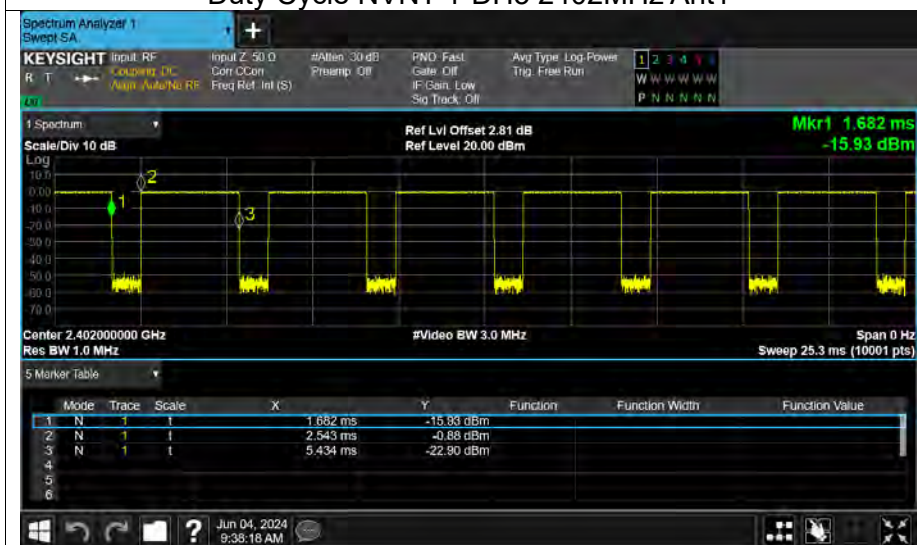 Spectrum Analyzer 1
Swept SA
+
KEYSIGHT Input: RF Input Z: 50 Ω #Atten: 30 dB PNO: Fast Avg Type: Log-Power 1 2 3 4 5 6
R T Coupling: DC Corr CCorr Preamp: Off Gate: Off Trig: Free Run W W W W W W
Align: Auto/No RF Freq Ref: Int (S) IF Gain: Low
Sig Track: Off P N N N N N
1 Spectrum Ref Lvl Offset 2.81 dB Mkr1 1.682 ms
Scale/Div 10 dB Ref Level 20.00 dBm -15.93 dBm
Log
10.0
0.00
-10.0
-20.0
-30.0
-40.0
-50.0
-60.0
-70.0
1
2
3
Center 2.402000000 GHz #Video BW 3.0 MHz Span 0 Hz
Res BW 1.0 MHz Sweep 25.3 ms (10001 pts)
5 Marker Table
Mode Trace Scale X Y Function Function Width Function Value
1 N 1 t 1.682 ms -15.93 dBm
2 N 1 t 2.543 ms -0.88 dBm
3 N 1 t 5.434 ms -22.90 dBm
4
5
6
? Jun 04, 2024
9:38:18 AM